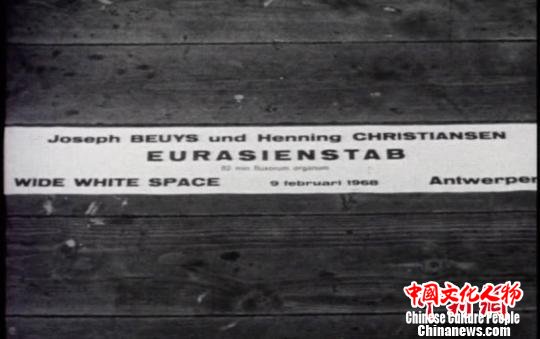 Joseph BEUYS und Henning CHRISTIANSEN
EURASIENSTAB
82 min fluxorum organum
WIDE WHITE SPACE 9 februari 1968 Antwerpen
中国文化人物
Chinese Culture People
Chinanews.com